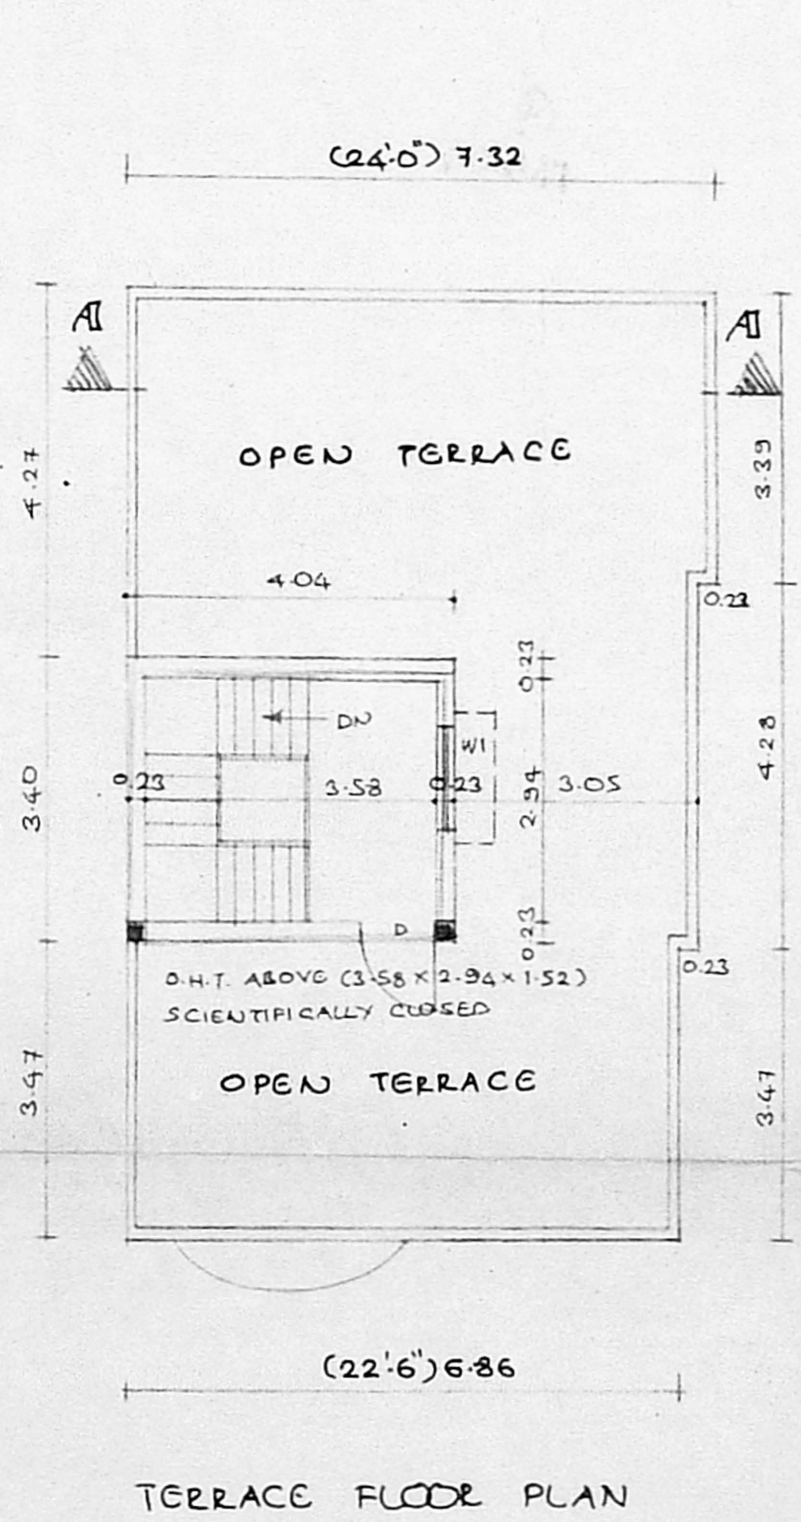 (24'-0") 7.32
A1
A1
OPEN TERRACE
4.27
3.39
4.04
0.23
0.23
DN
W1
4.28
0.23
3.58
0.23
2.94
3.05
3.40
D
0.23
0.23
O.H.T. ABOVE (3.58 x 2.94 x 1.52)
SCIENTIFICALLY CLOSED
OPEN TERRACE
3.47
3.47
(22'-6") 6.86
TERRACE FLOOR PLAN